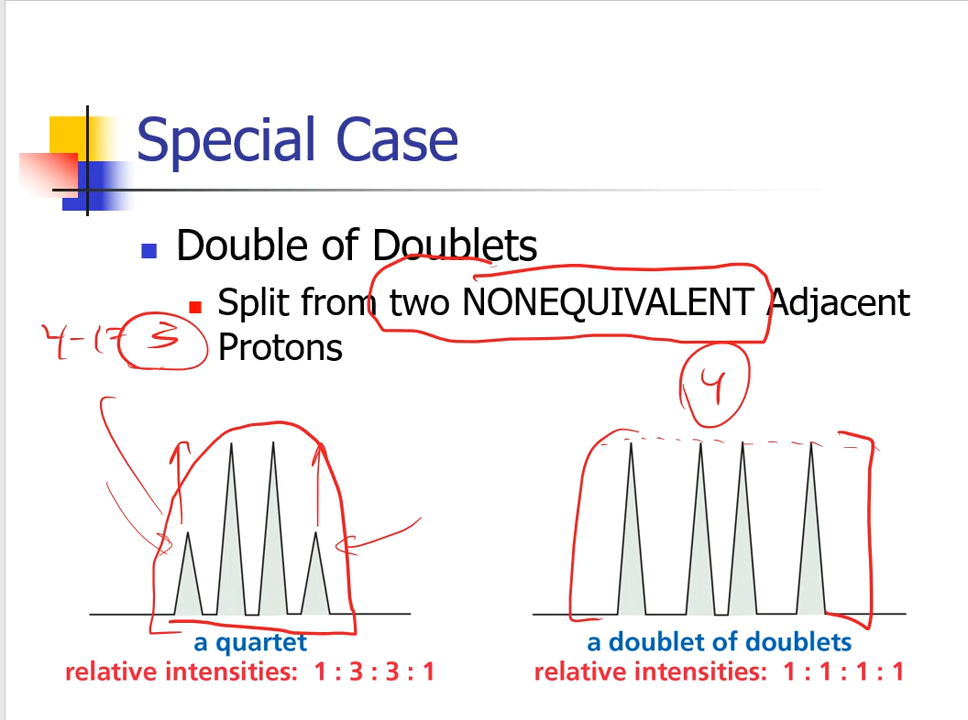 Special Case
Double of Doublets
Split from two NONEQUIVALENT Adjacent
Protons
4-17 3
4
a quartet
relative intensities: 1 : 3 : 3 : 1
a doublet of doublets
relative intensities: 1 : 1 : 1 : 1